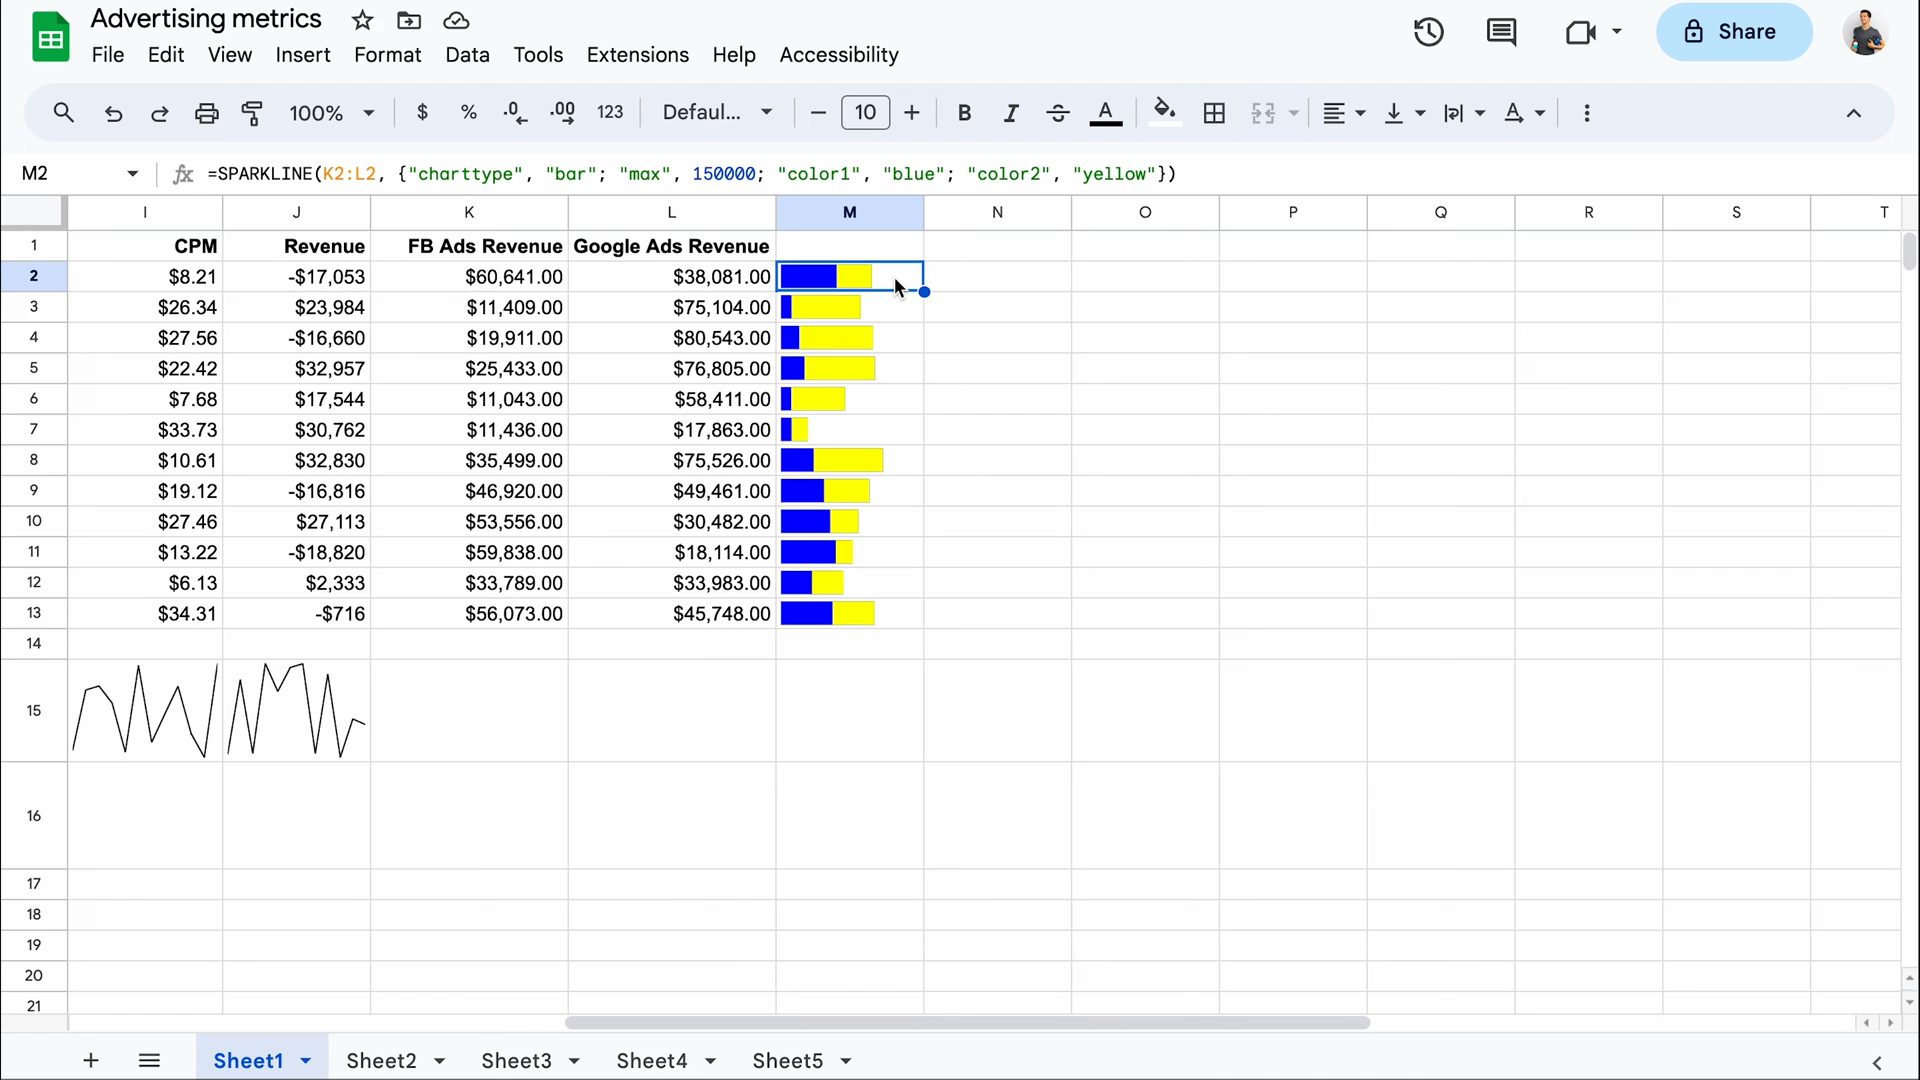 Advertising metrics
File Edit View Insert Format Data Tools Extensions Help Accessibility
Share
100% $ % .0 .00 123 Defaul... 10 B I A
M2 fx =SPARKLINE(K2:L2, {"charttype", "bar"; "max", 150000; "color1", "blue"; "color2", "yellow"})
I J K L M N O P Q R S T
1 CPM Revenue FB Ads Revenue Google Ads Revenue
2 $8.21 -$17,053 $60,641.00 $38,081.00
3 $26.34 $23,984 $11,409.00 $75,104.00
4 $27.56 -$16,660 $19,911.00 $80,543.00
5 $22.42 $32,957 $25,433.00 $76,805.00
6 $7.68 $17,544 $11,043.00 $58,411.00
7 $33.73 $30,762 $11,436.00 $17,863.00
8 $10.61 $32,830 $35,499.00 $75,526.00
9 $19.12 -$16,816 $46,920.00 $49,461.00
10 $27.46 $27,113 $53,556.00 $30,482.00
11 $13.22 -$18,820 $59,838.00 $18,114.00
12 $6.13 $2,333 $33,789.00 $33,983.00
13 $34.31 -$716 $56,073.00 $45,748.00
14
15
16
17
18
19
20
21
Sheet1 Sheet2 Sheet3 Sheet4 Sheet5